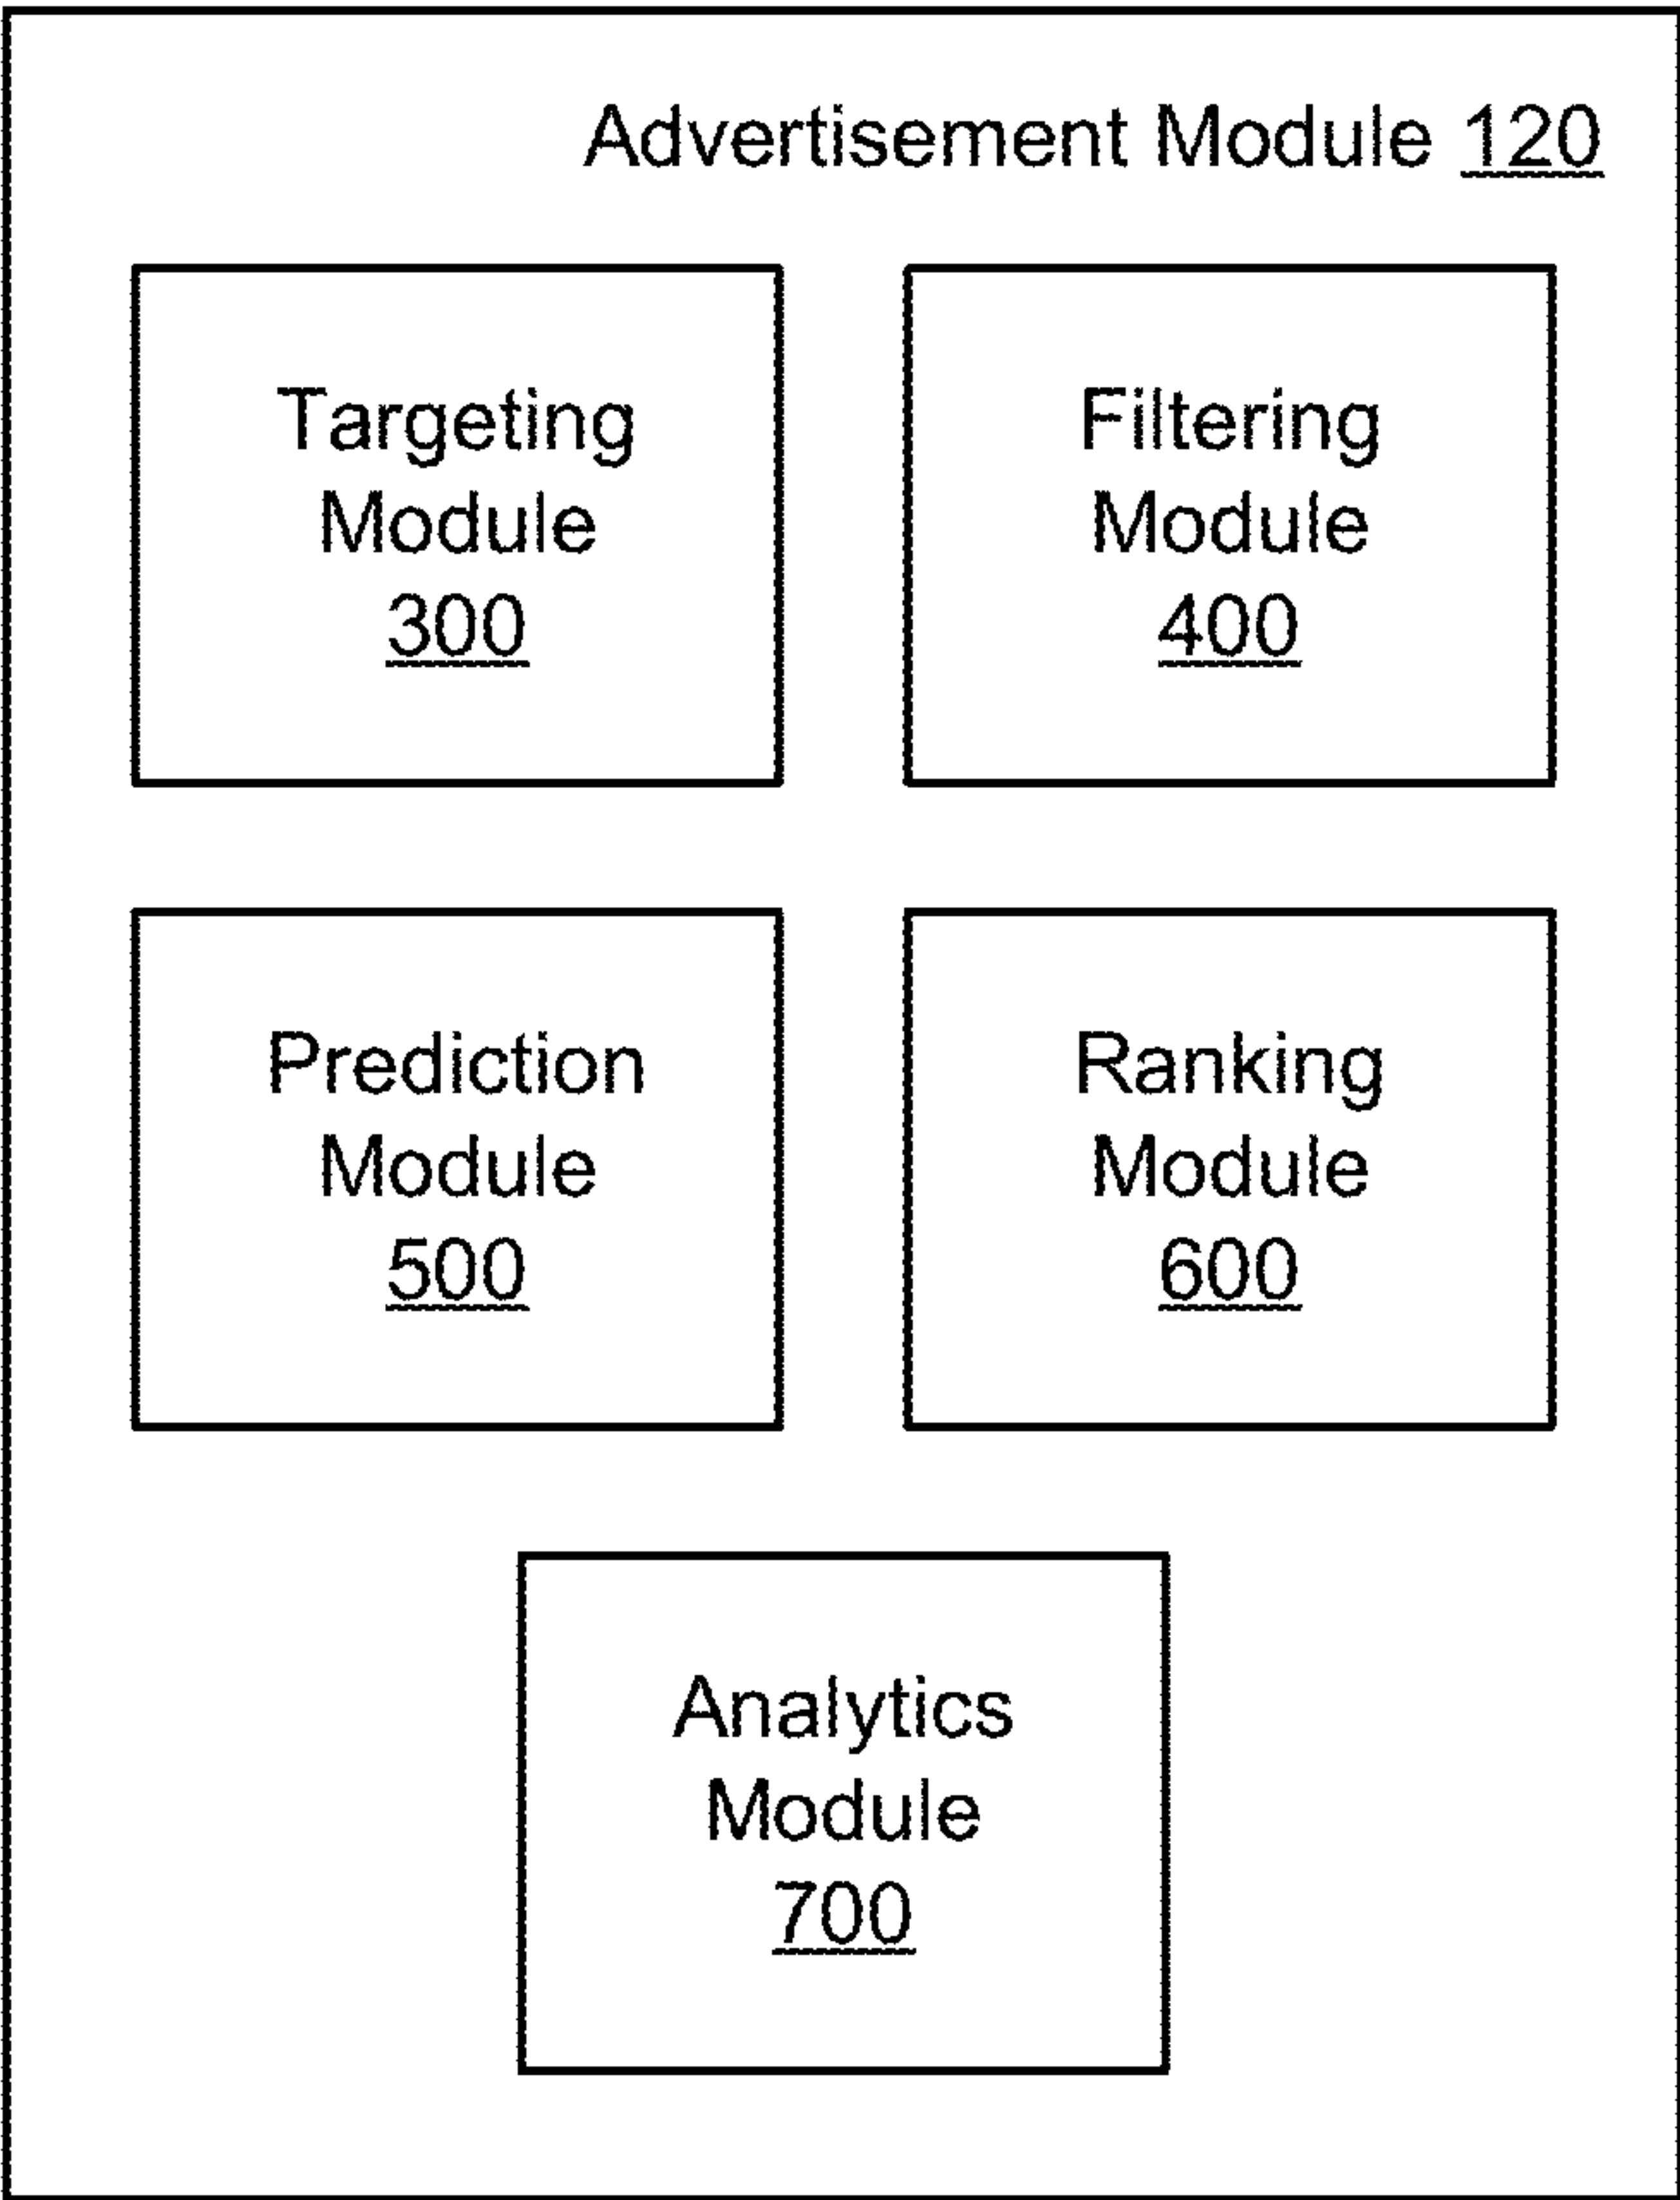 Advertisement Module 120
Targeting
Module
300
Filtering
Module
400
Prediction
Module
500
Ranking
Module
600
Analytics
Module
700